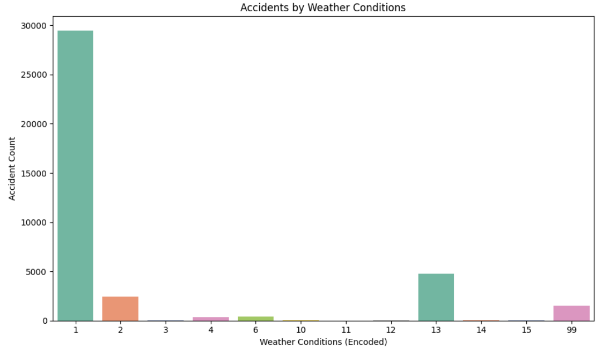 Accidents by Weather Conditions
30000
25000
20000
15000
10000
5000
0
Accident Count
1 2 3 4 6 10 11 12 13 14 15 99
Weather Conditions (Encoded)